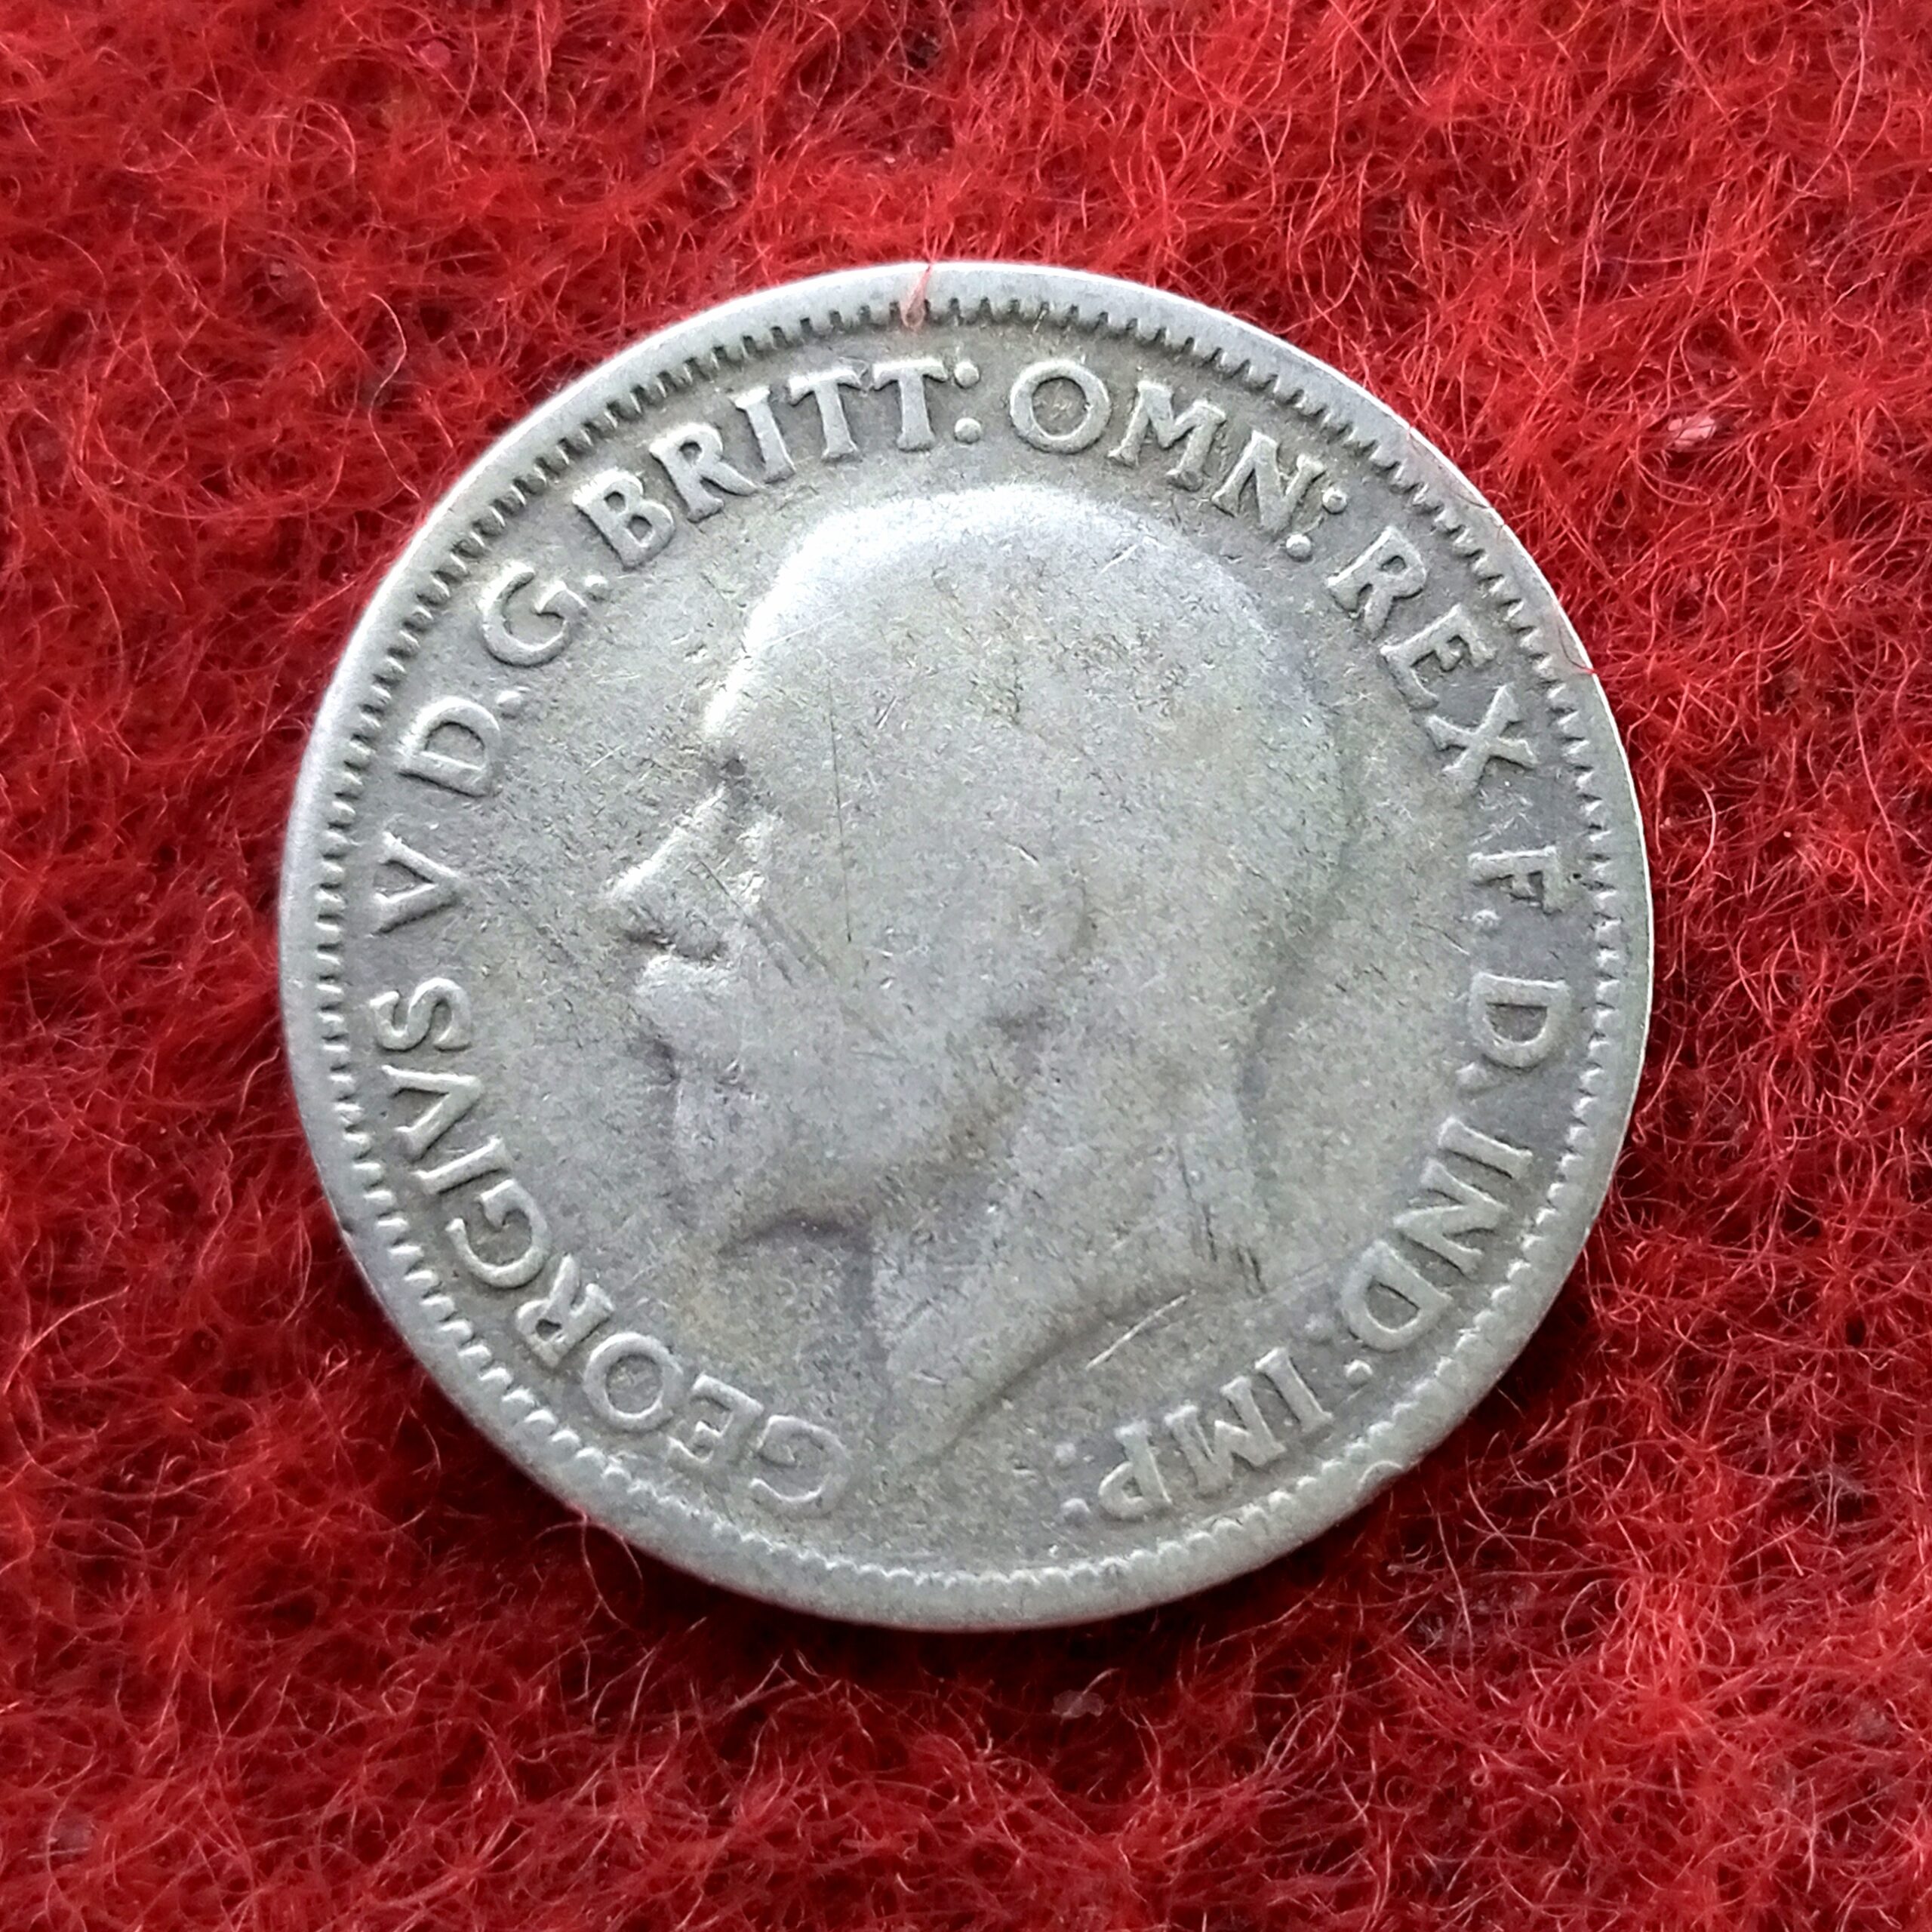 GEORGIVS V D.G. BRITT: OMN: REX F.D. IND: IMP: